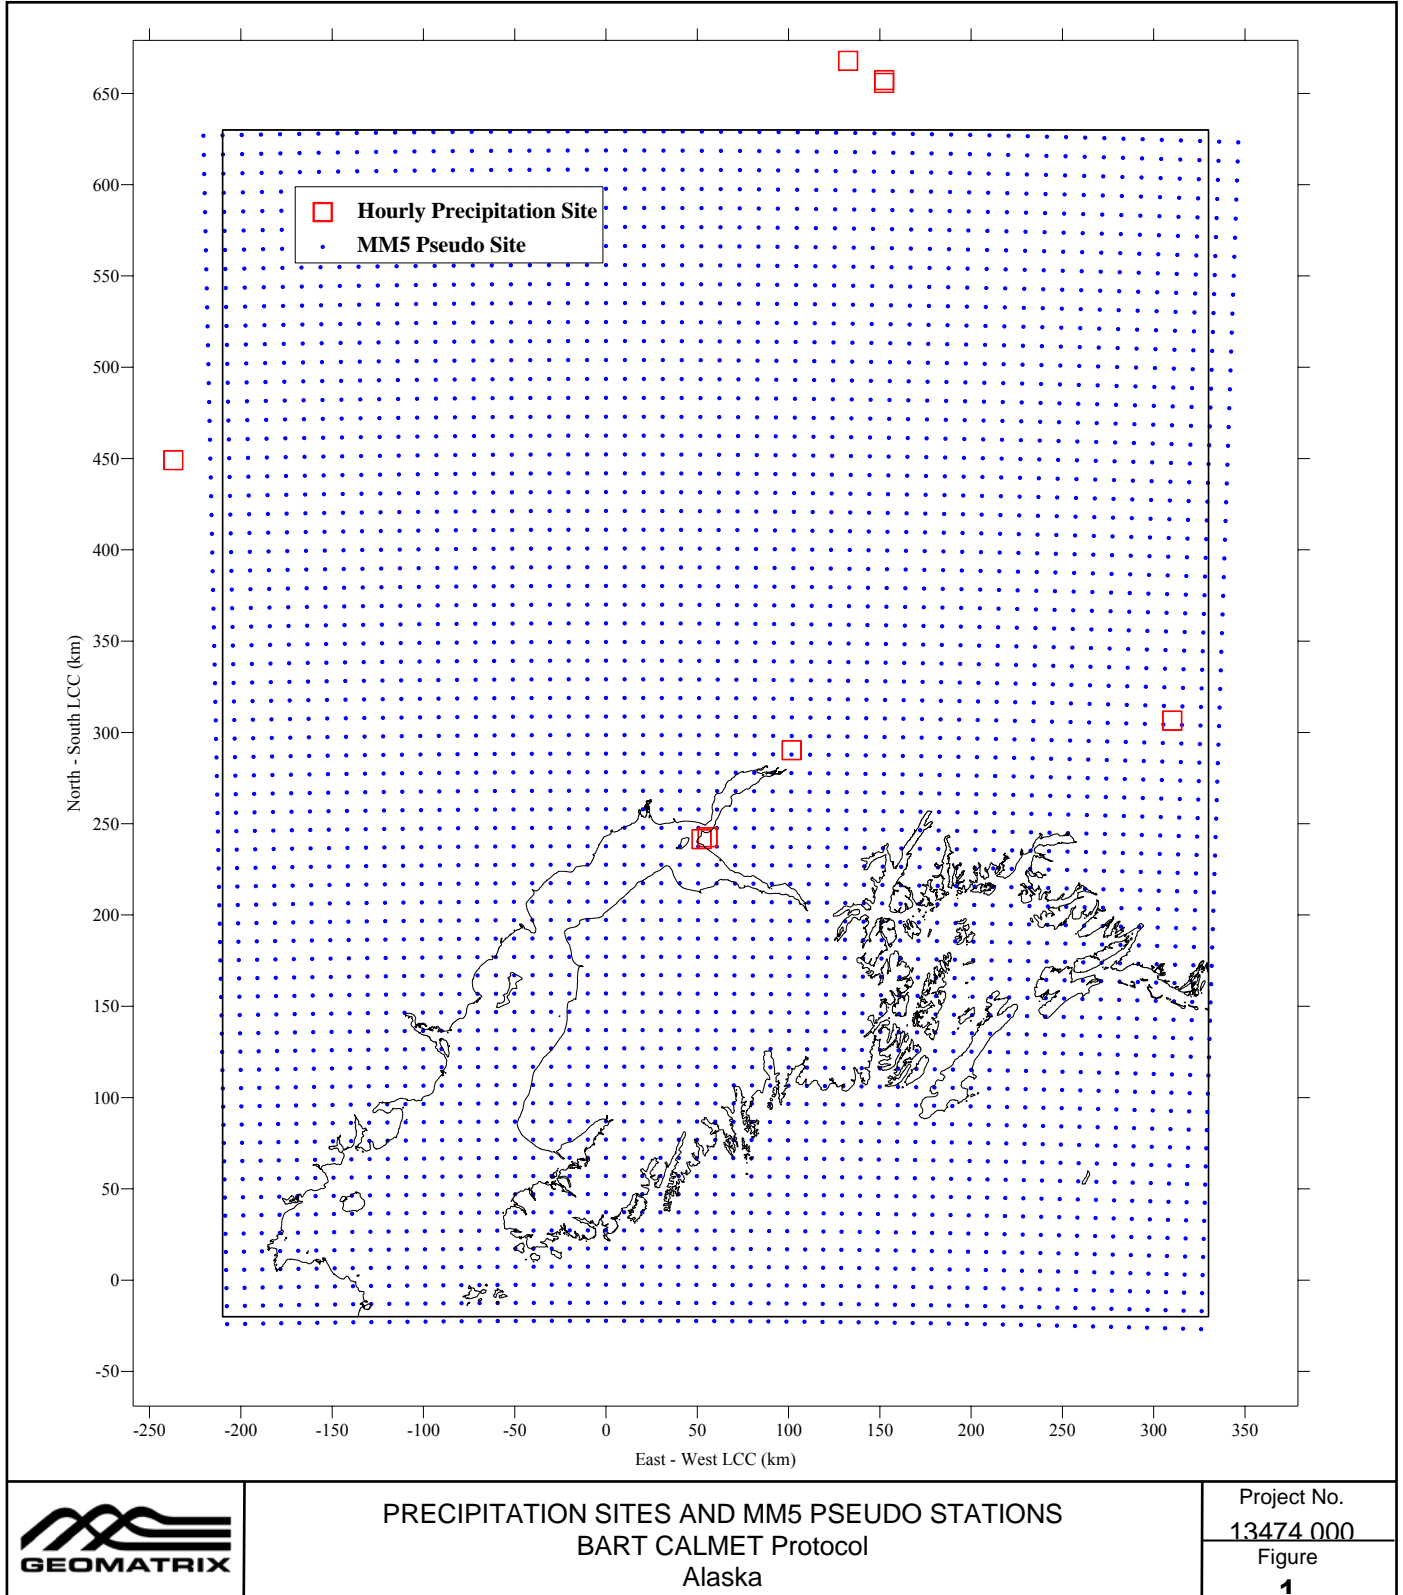 650
600
550
500
450
400
350
300
250
200
150
100
50
0
-50
North - South LCC (km)
Hourly Precipitation Site
MM5 Pseudo Site
-250 -200 -150 -100 -50 0 50 100 150 200 250 300 350
East - West LCC (km)
GEOMATRIX
PRECIPITATION SITES AND MM5 PSEUDO STATIONS
BART CALMET Protocol
Alaska
Project No.
13474 000
Figure
1